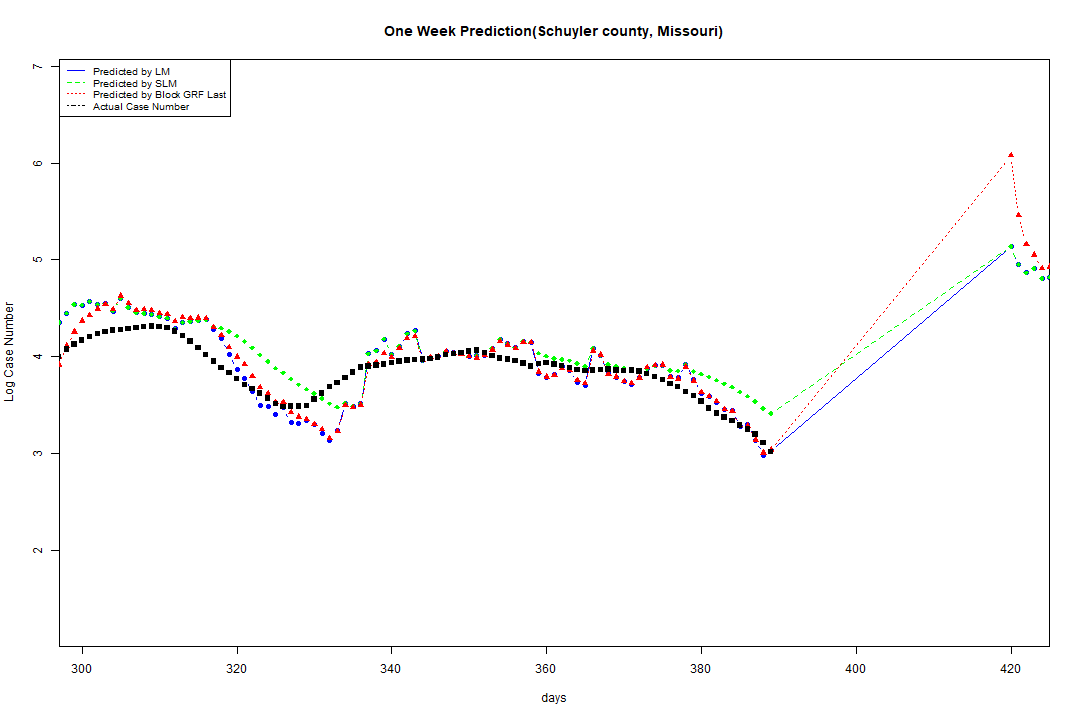 One Week Prediction(Schuyler county, Missouri)
Predicted by LM
Predicted by SLM
Predicted by Block GRF Last
Actual Case Number
7
6
5
4
3
2
Log Case Number
300 320 340 360 380 400 420
days